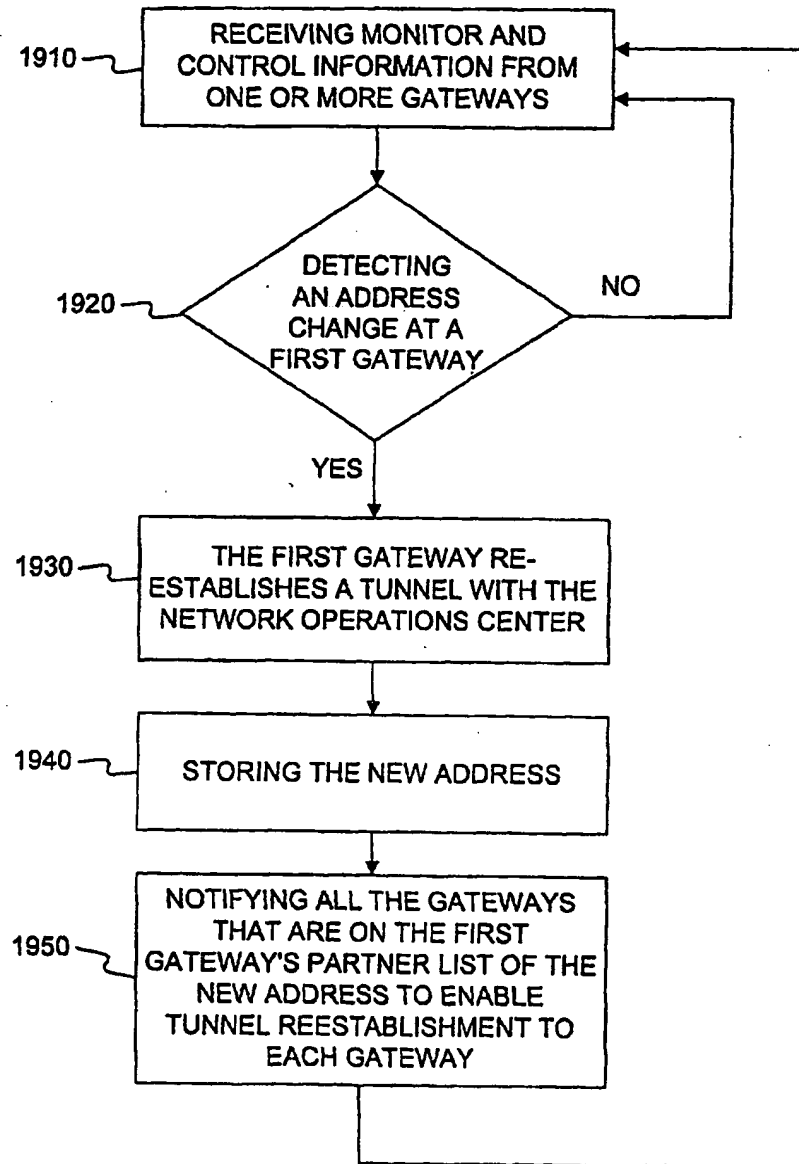 1910
RECEIVING MONITOR AND
CONTROL INFORMATION FROM
ONE OR MORE GATEWAYS
1920
DETECTING
AN ADDRESS
CHANGE AT A
FIRST GATEWAY
NO
YES
1930
THE FIRST GATEWAY RE-
ESTABLISHES A TUNNEL WITH THE
NETWORK OPERATIONS CENTER
1940
STORING THE NEW ADDRESS
1950
NOTIFYING ALL THE GATEWAYS
THAT ARE ON THE FIRST
GATEWAY'S PARTNER LIST OF THE
NEW ADDRESS TO ENABLE
TUNNEL REESTABLISHMENT TO
EACH GATEWAY